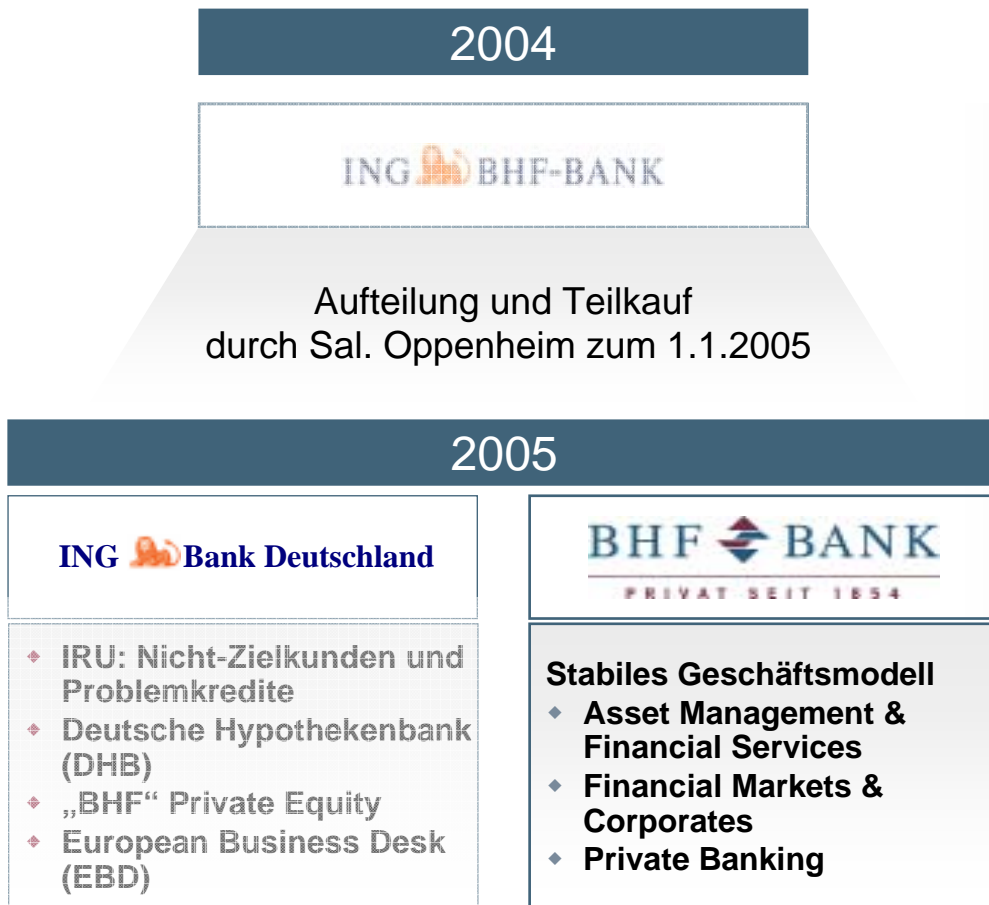 2004
ING BHF-BANK
Aufteilung und Teilkauf
durch Sal. Oppenheim zum 1.1.2005
2005
ING Bank Deutschland
IRU: Nicht-Zielkunden und
Problemkredite
Deutsche Hypothekenbank
(DHB)
„BHF“ Private Equity
European Business Desk
(EBD)
BHF BANK
PRIVAT SEIT 1854
Stabiles Geschäftsmodell
Asset Management &
Financial Services
Financial Markets &
Corporates
Private Banking